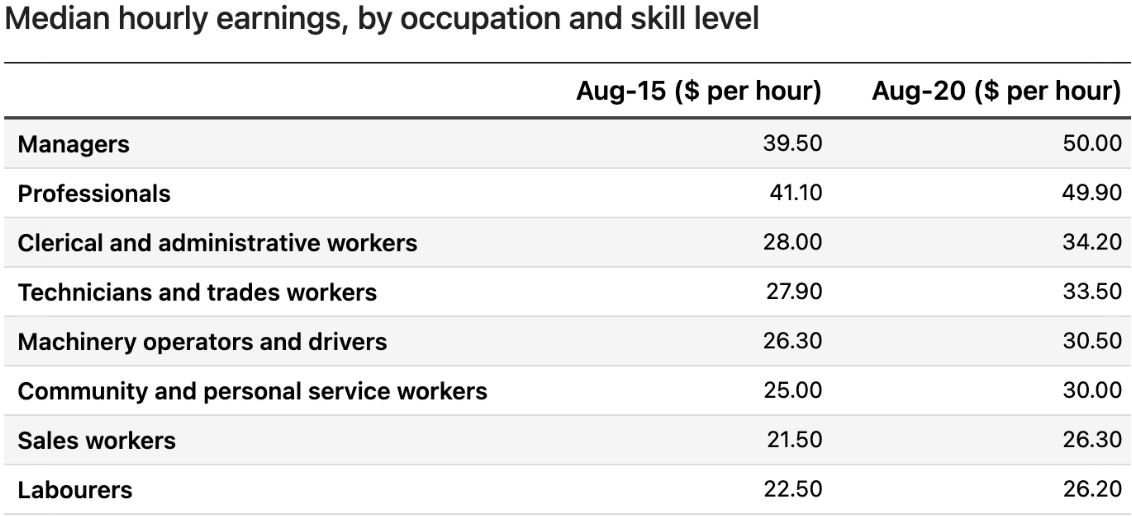 Median hourly earnings, by occupation and skill level
Aug-15 ($ per hour) Aug-20 ($ per hour)
Managers 39.50 50.00
Professionals 41.10 49.90
Clerical and administrative workers 28.00 34.20
Technicians and trades workers 27.90 33.50
Machinery operators and drivers 26.30 30.50
Community and personal service workers 25.00 30.00
Sales workers 21.50 26.30
Labourers 22.50 26.20